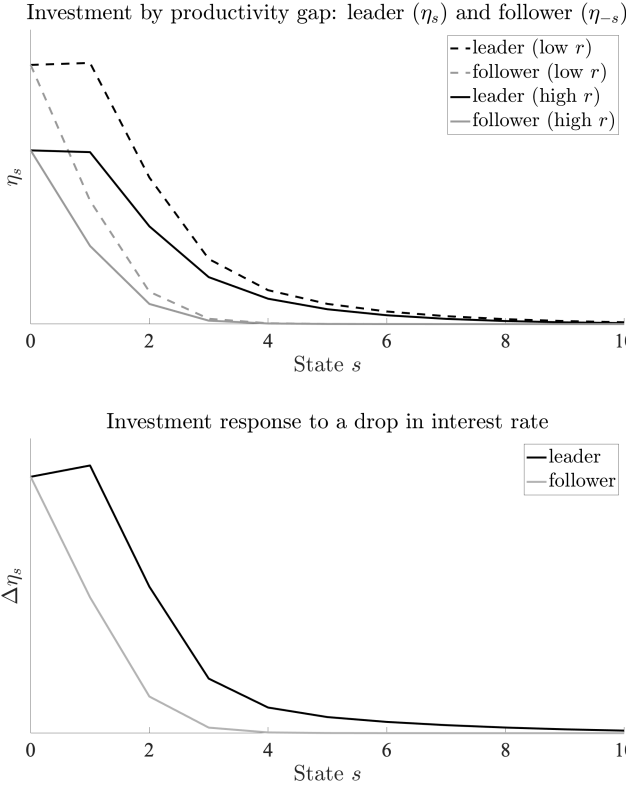 Investment by productivity gap: leader (ηₛ) and follower (η₋ₛ)
leader (low r)
follower (low r)
leader (high r)
follower (high r)
ηₛ
0 2 4 6 8 10
State s
Investment response to a drop in interest rate
leader
follower
Δηₛ
0 2 4 6 8 10
State s